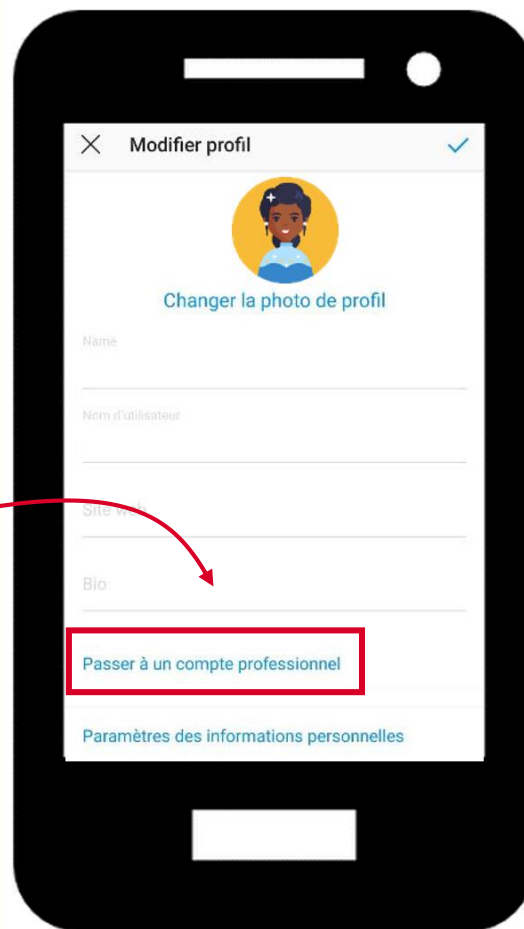 Modifier profil
Changer la photo de profil
Name
Nom d'utilisateur
Site web
Bio
Passer à un compte professionnel
Paramètres des informations personnelles